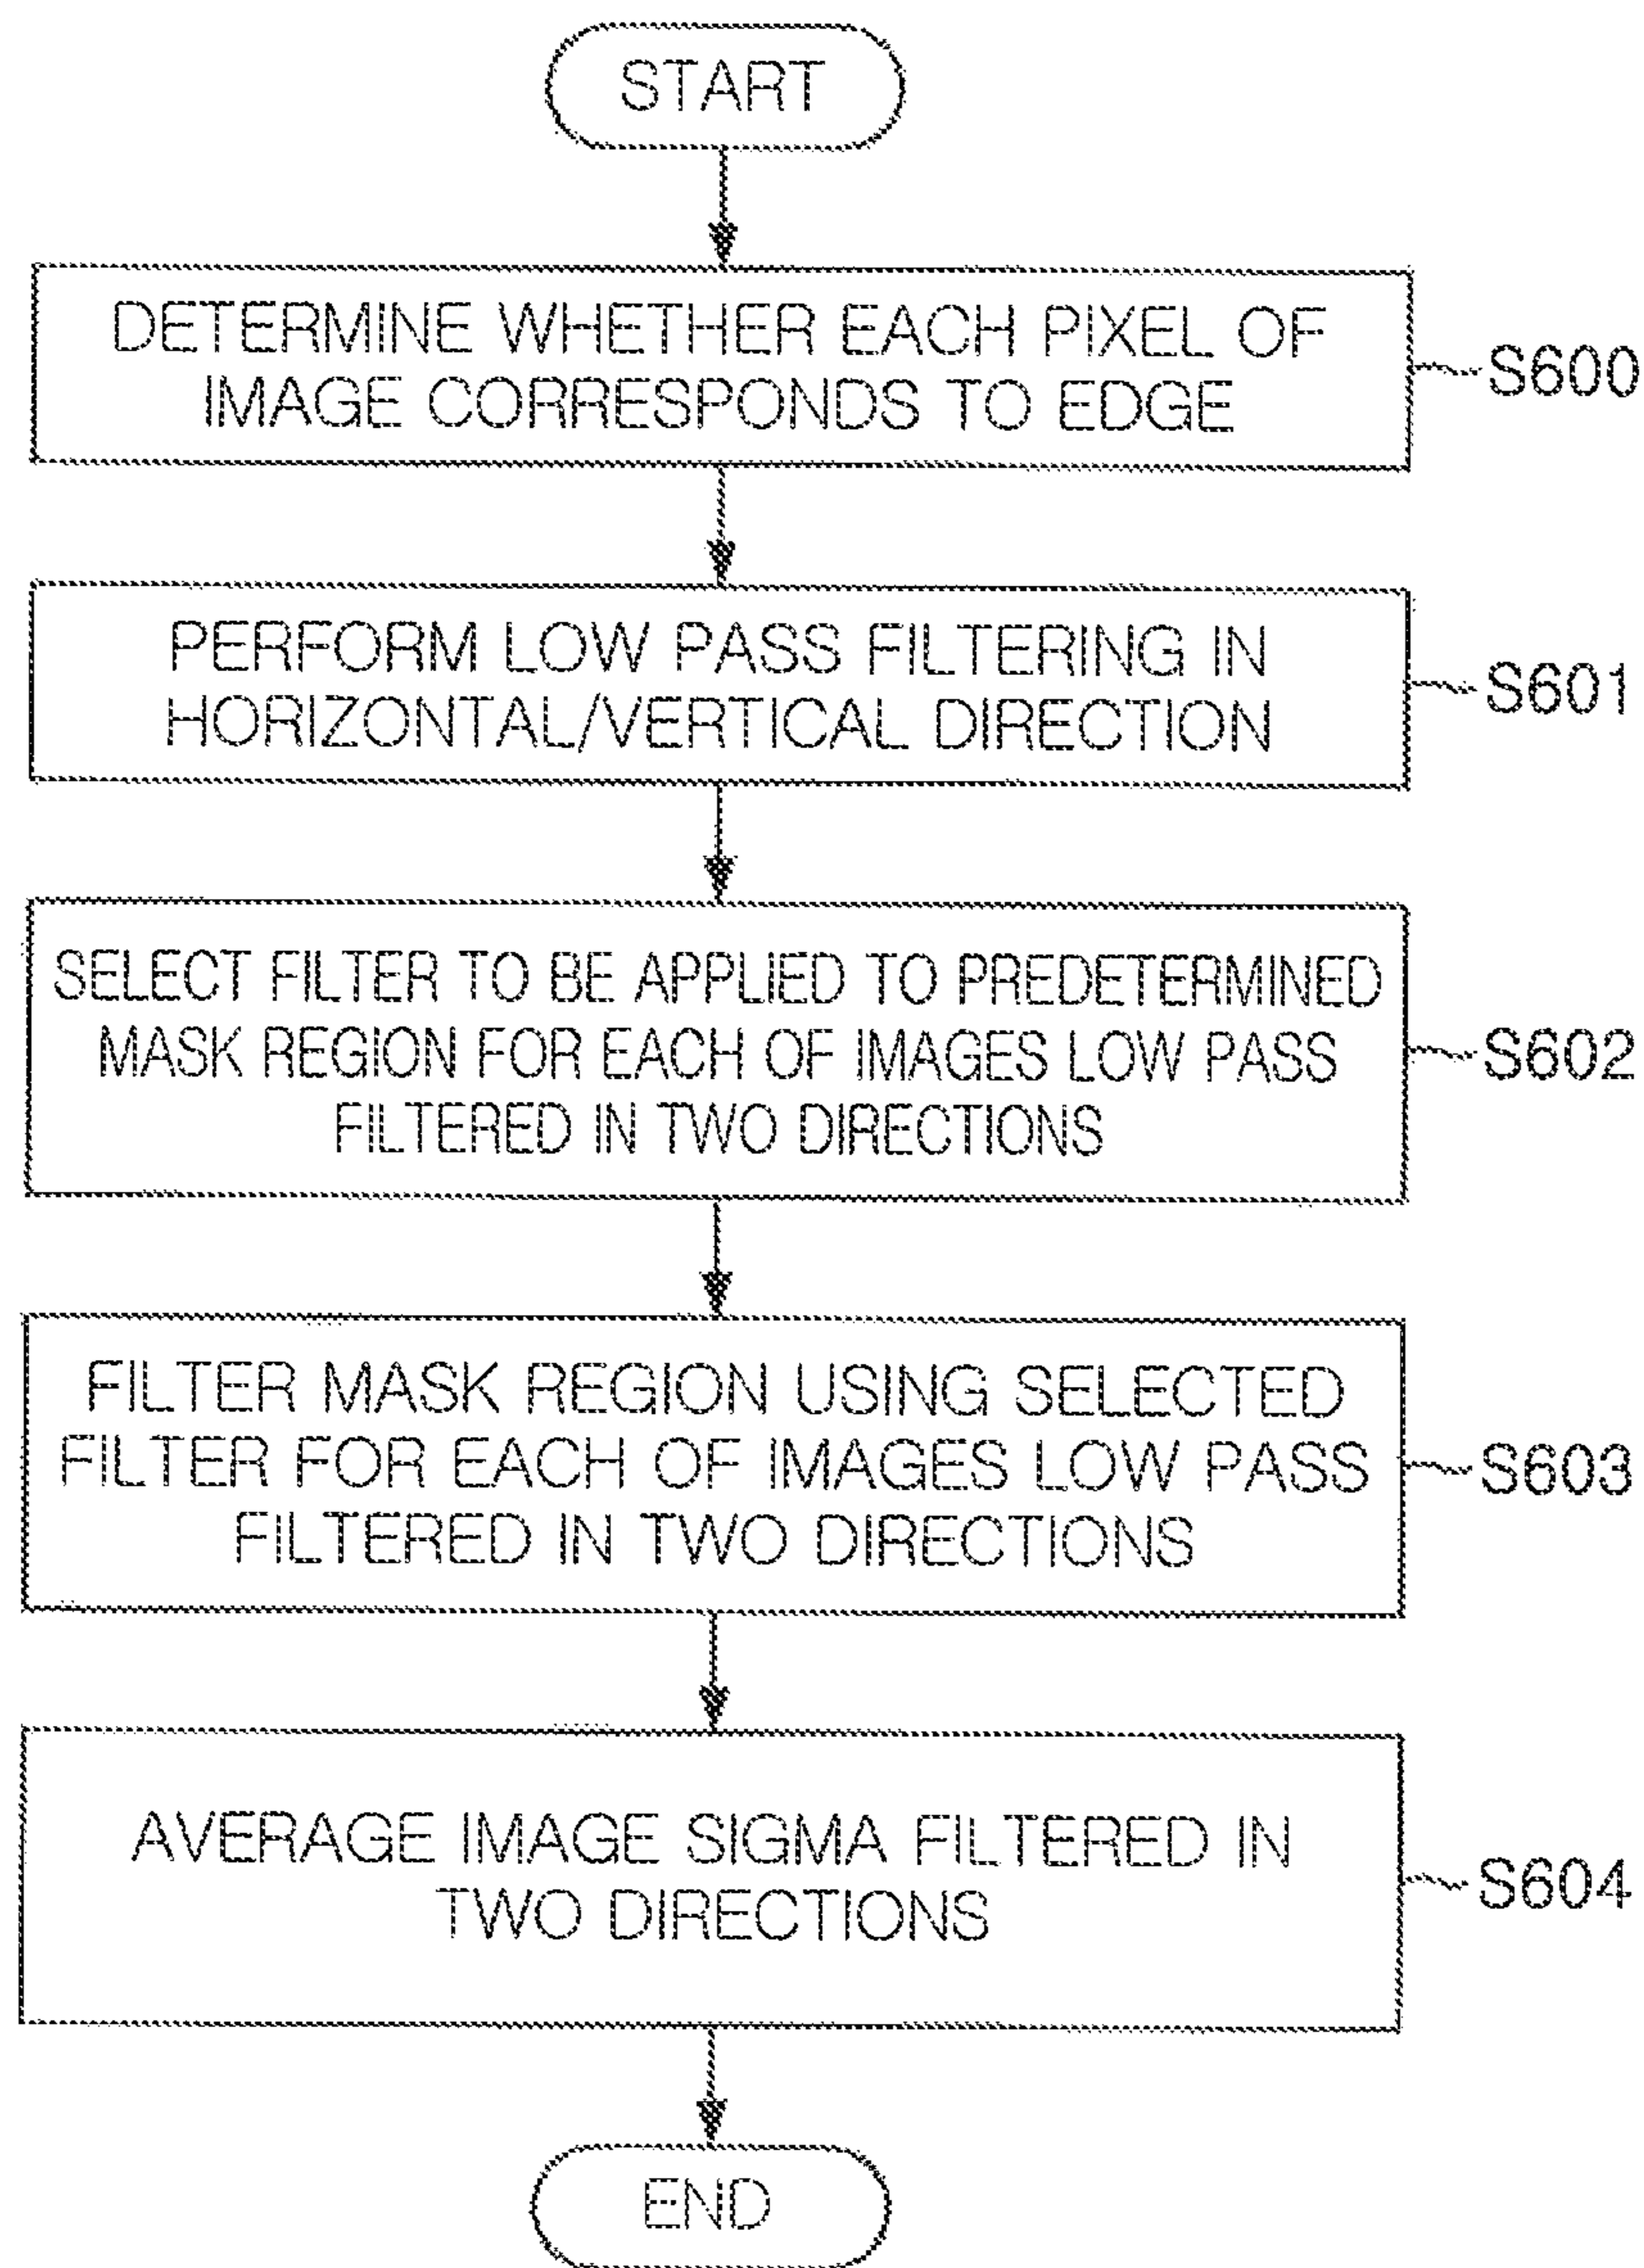 START
DETERMINE WHETHER EACH PIXEL OF
IMAGE CORRESPONDS TO EDGE
S600
PERFORM LOW PASS FILTERING IN
HORIZONTAL/VERTICAL DIRECTION
S601
SELECT FILTER TO BE APPLIED TO PREDETERMINED
MASK REGION FOR EACH OF IMAGES LOW PASS
FILTERED IN TWO DIRECTIONS
S602
FILTER MASK REGION USING SELECTED
FILTER FOR EACH OF IMAGES LOW PASS
FILTERED IN TWO DIRECTIONS
S603
AVERAGE IMAGE SIGMA FILTERED IN
TWO DIRECTIONS
S604
END